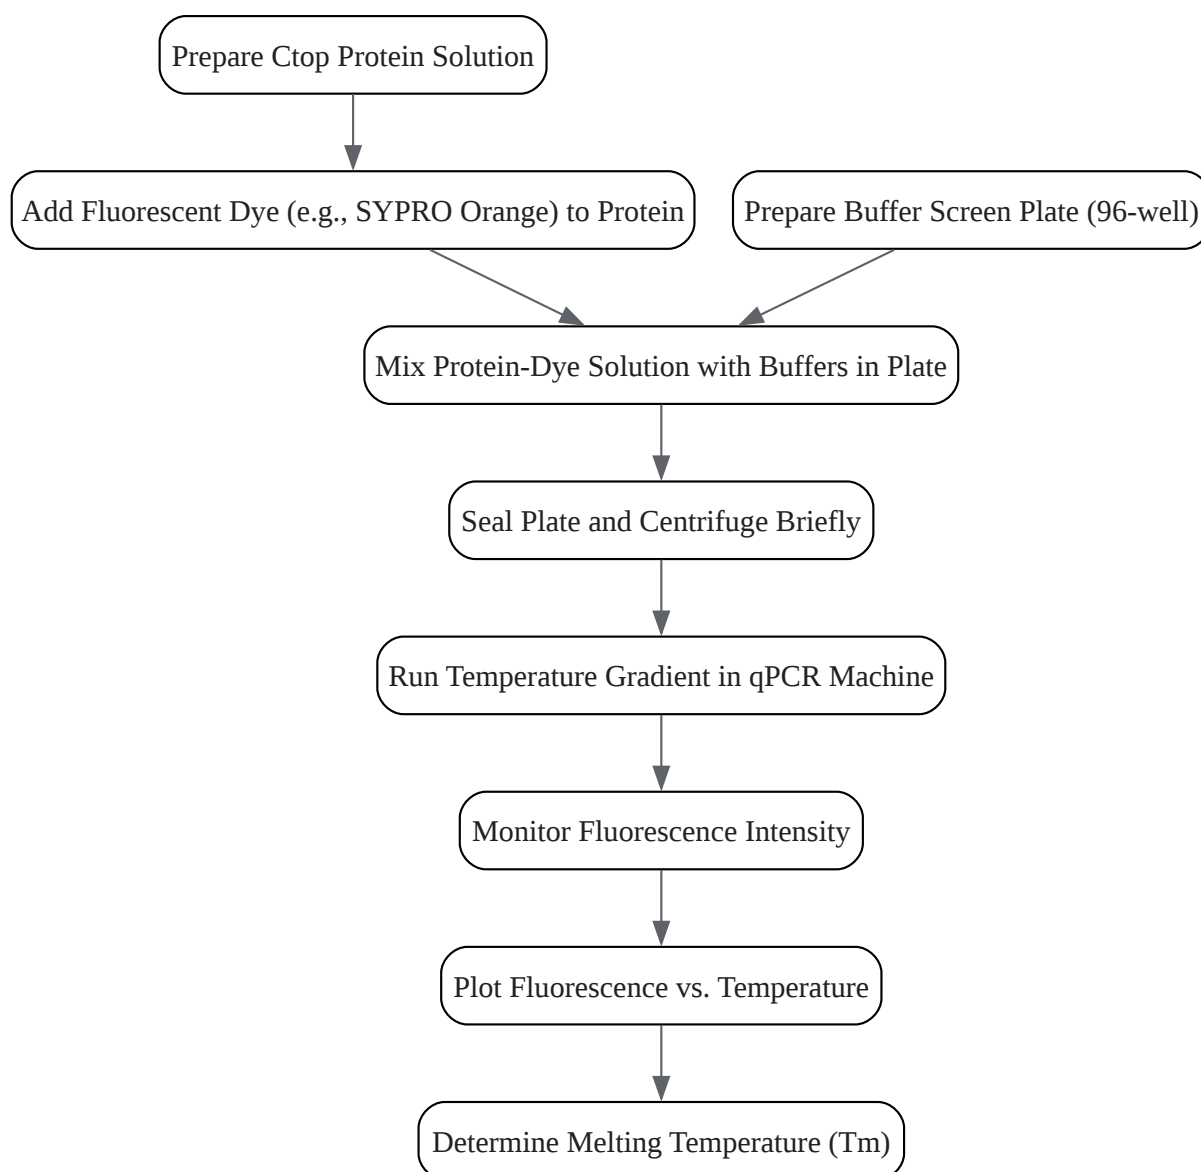 Prepare Ctop Protein Solution
Add Fluorescent Dye (e.g., SYPRO Orange) to Protein
Prepare Buffer Screen Plate (96-well)
Mix Protein-Dye Solution with Buffers in Plate
Seal Plate and Centrifuge Briefly
Run Temperature Gradient in qPCR Machine
Monitor Fluorescence Intensity
Plot Fluorescence vs. Temperature
Determine Melting Temperature (Tm)